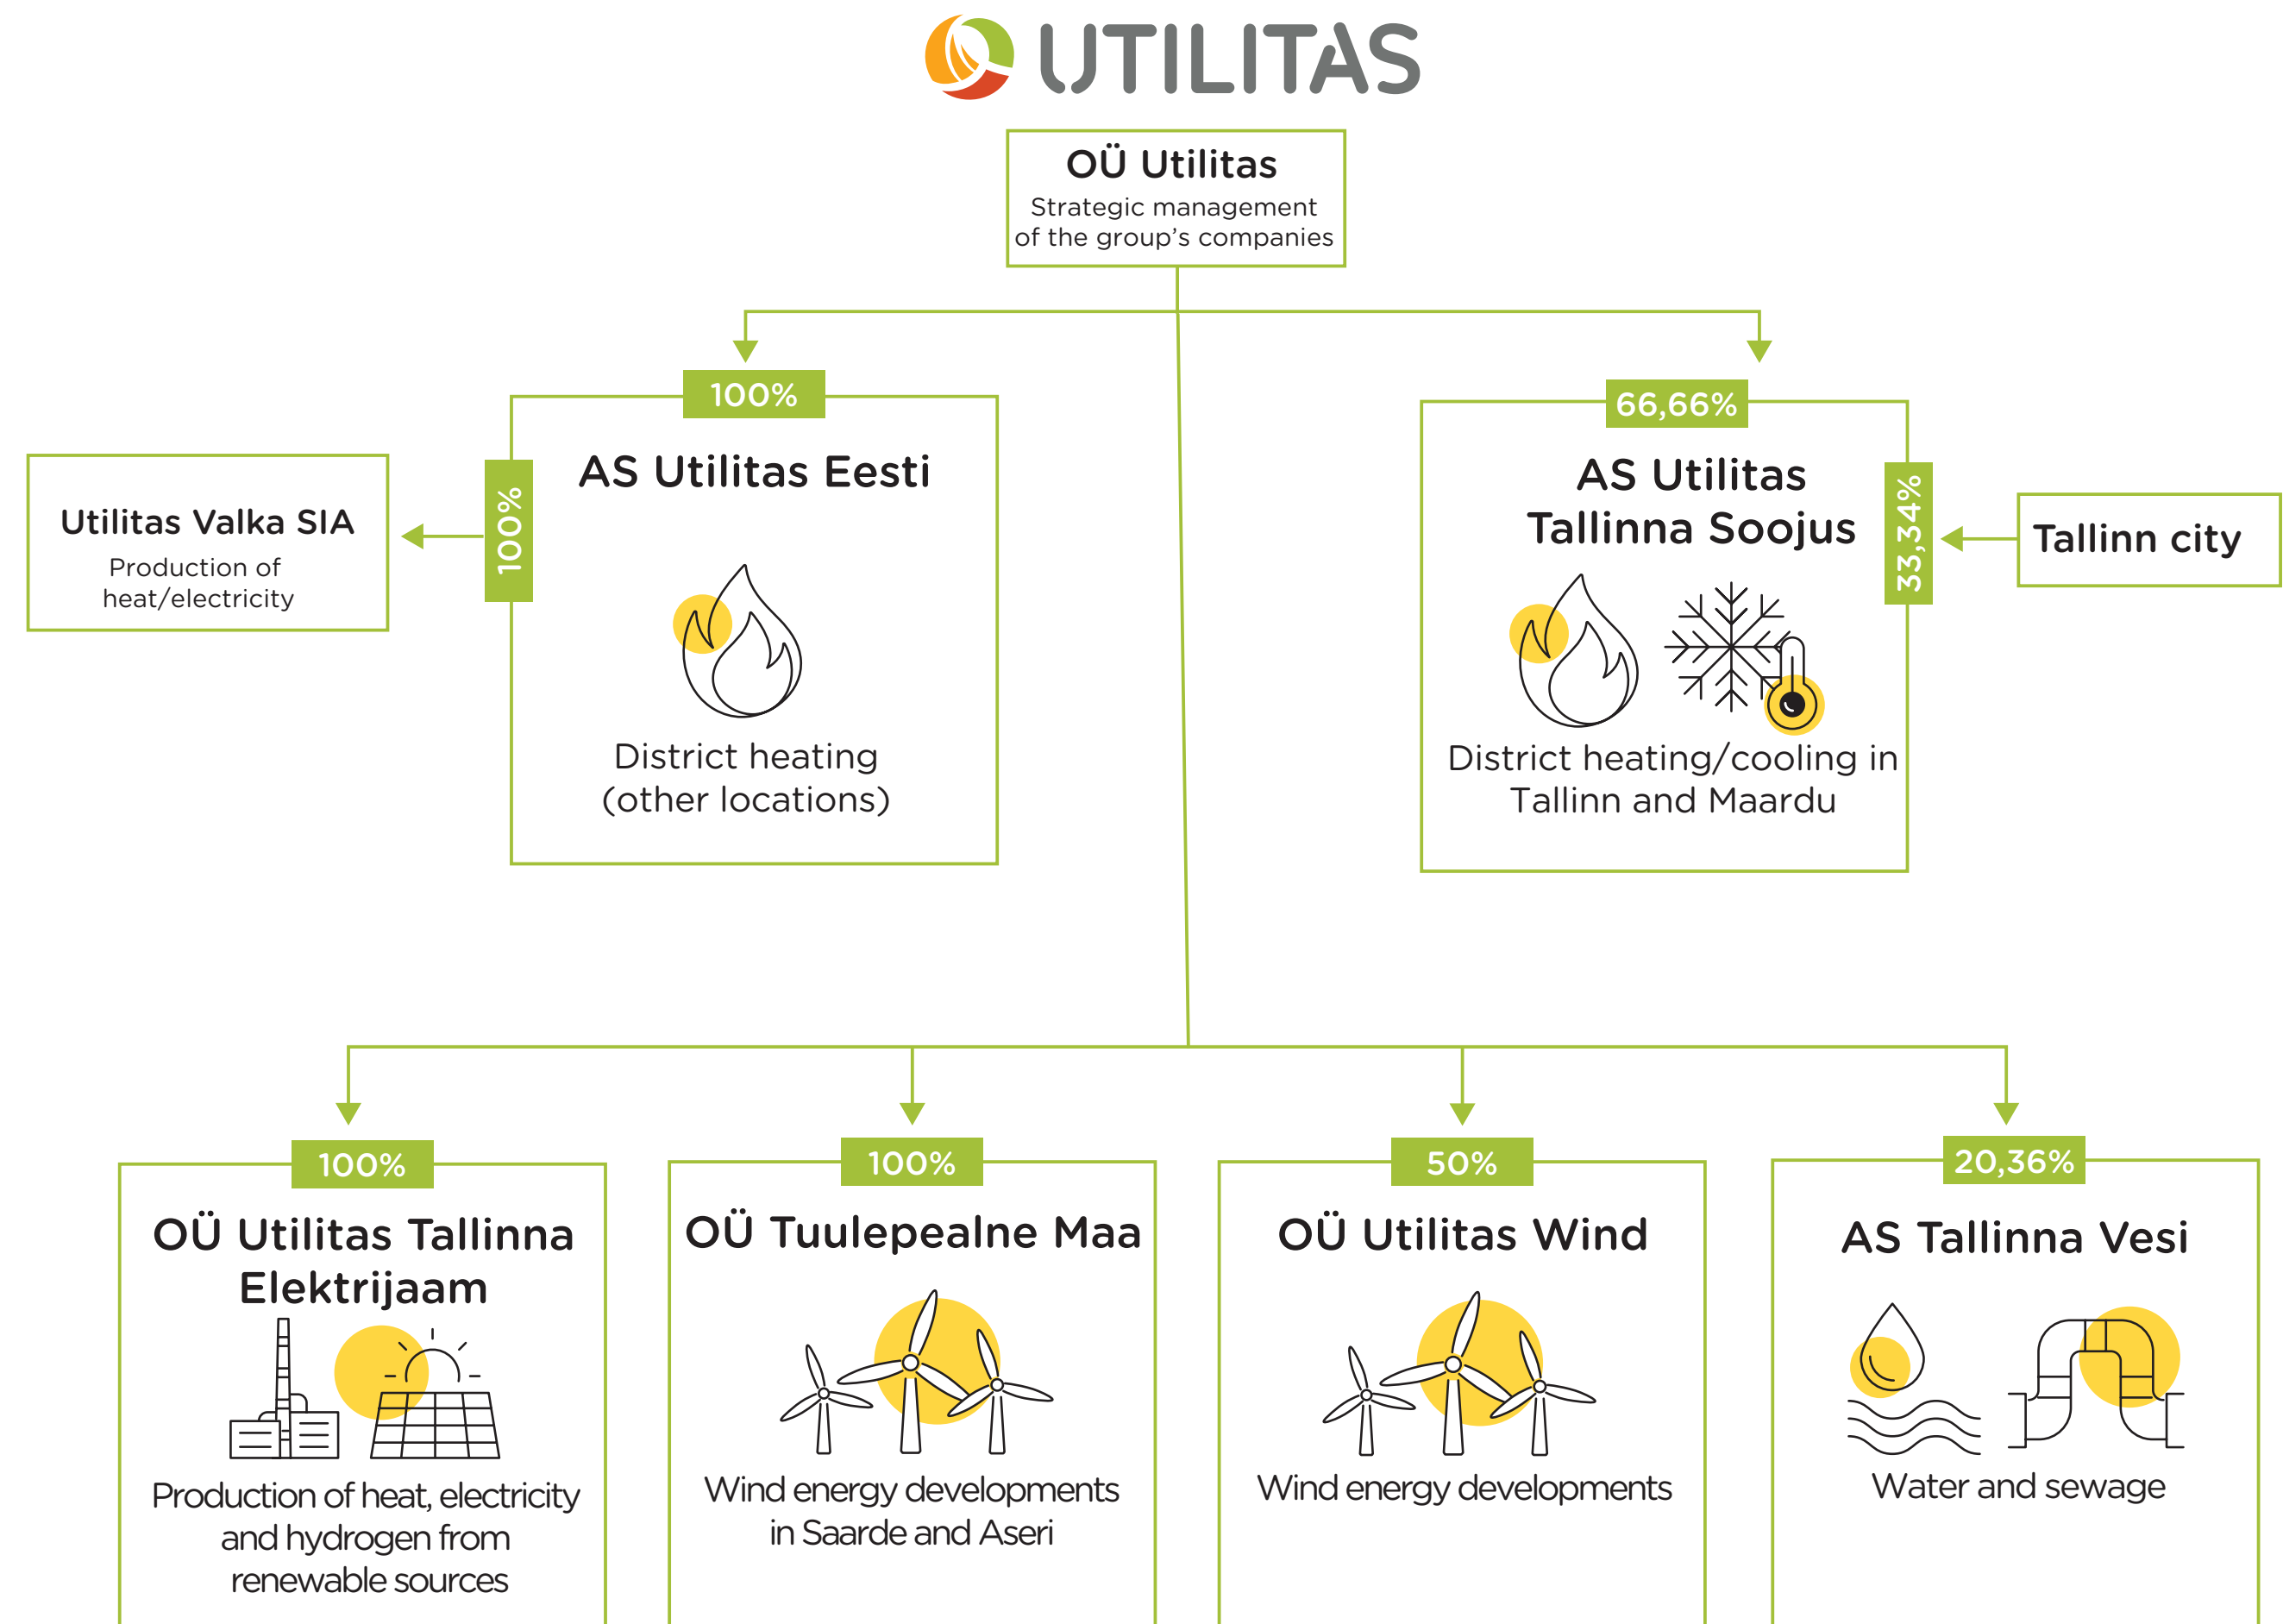 UTILITAS
OÜ Utilitas
Strategic management
of the group’s companies
100%
AS Utilitas Eesti
100%
District heating
(other locations)
Utilitas Valka SIA
Production of
heat/electricity
66,66%
AS Utilitas
Tallinna Soojus
33,34%
District heating/cooling in
Tallinn and Maardu
Tallinn city
100%
OÜ Utilitas Tallinna
Elektrijaam
Production of heat, electricity
and hydrogen from
renewable sources
100%
OÜ Tuulepealne Maa
Wind energy developments
in Saarde and Aseri
50%
OÜ Utilitas Wind
Wind energy developments
20,36%
AS Tallinna Vesi
Water and sewage